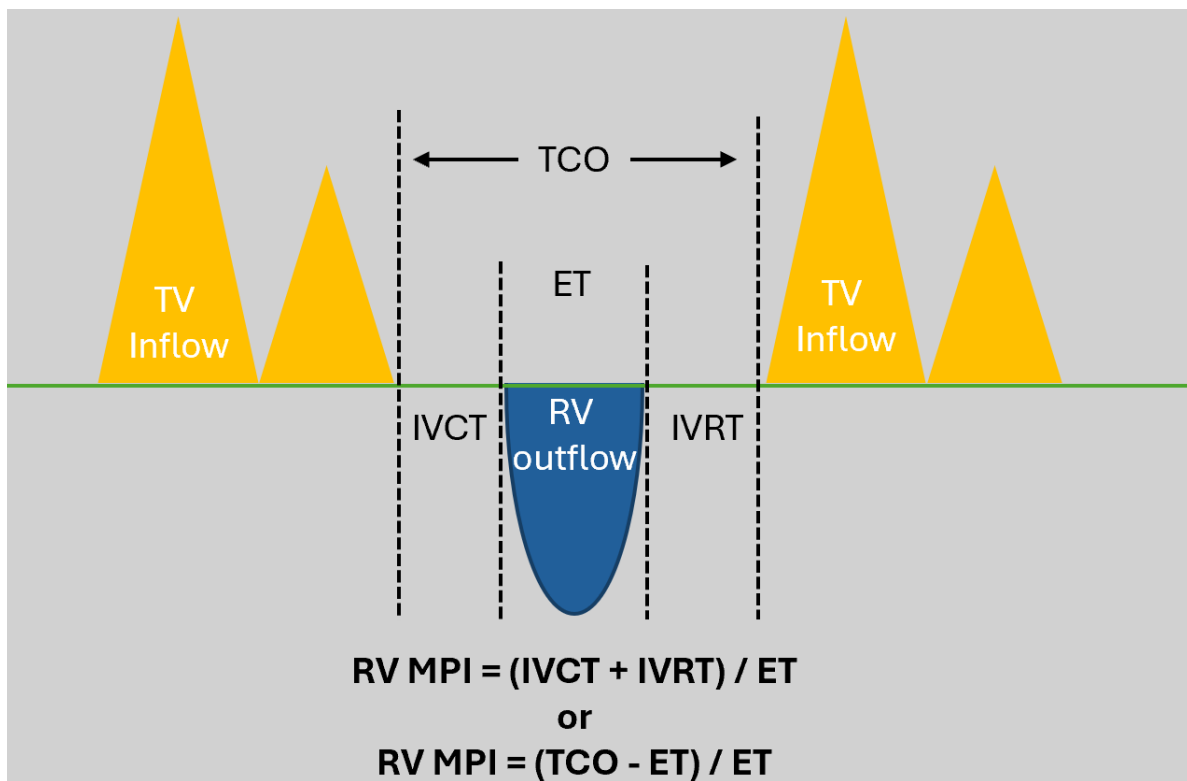 TCO
ET
TV
Inflow
TV
Inflow
IVCT
RV
outflow
IVRT
RV MPI = (IVCT + IVRT) / ET
or
RV MPI = (TCO - ET) / ET